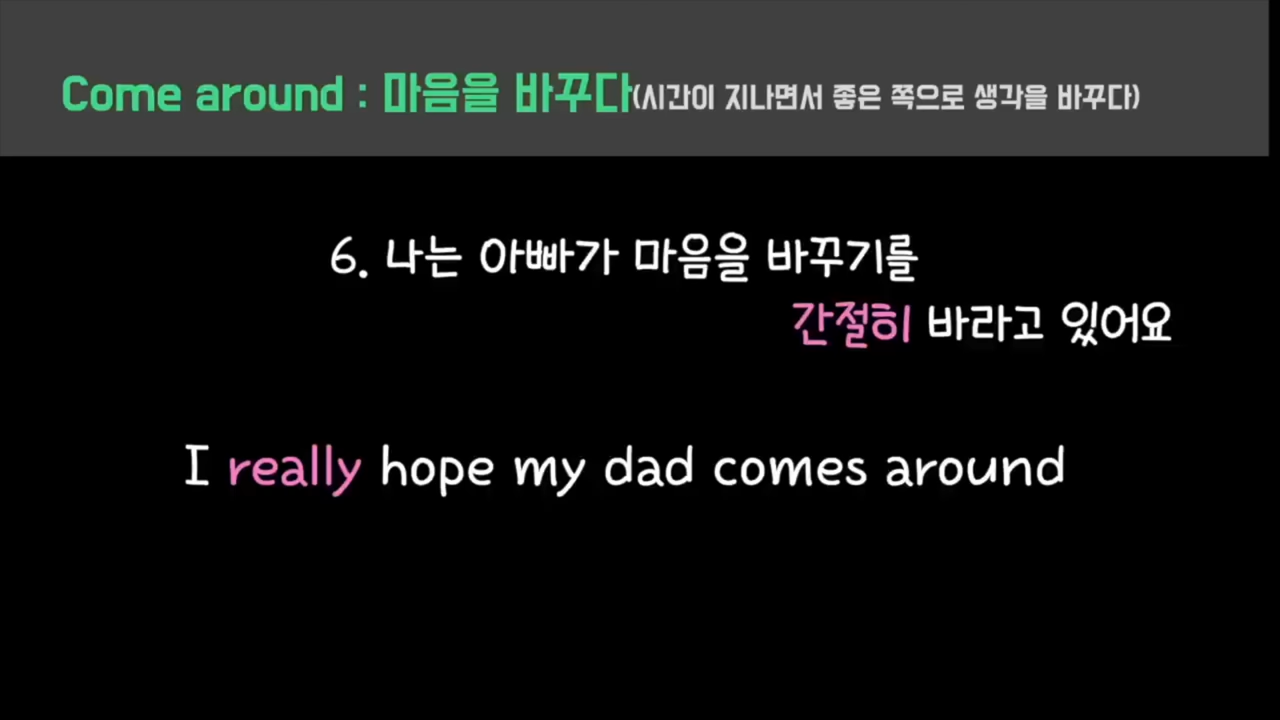 Come around : 마음을 바꾸다(시간이 지나면서 좋은 쪽으로 생각을 바꾸다)
6. 나는 아빠가 마음을 바꾸기를
간절히 바라고 있어요
I really hope my dad comes around